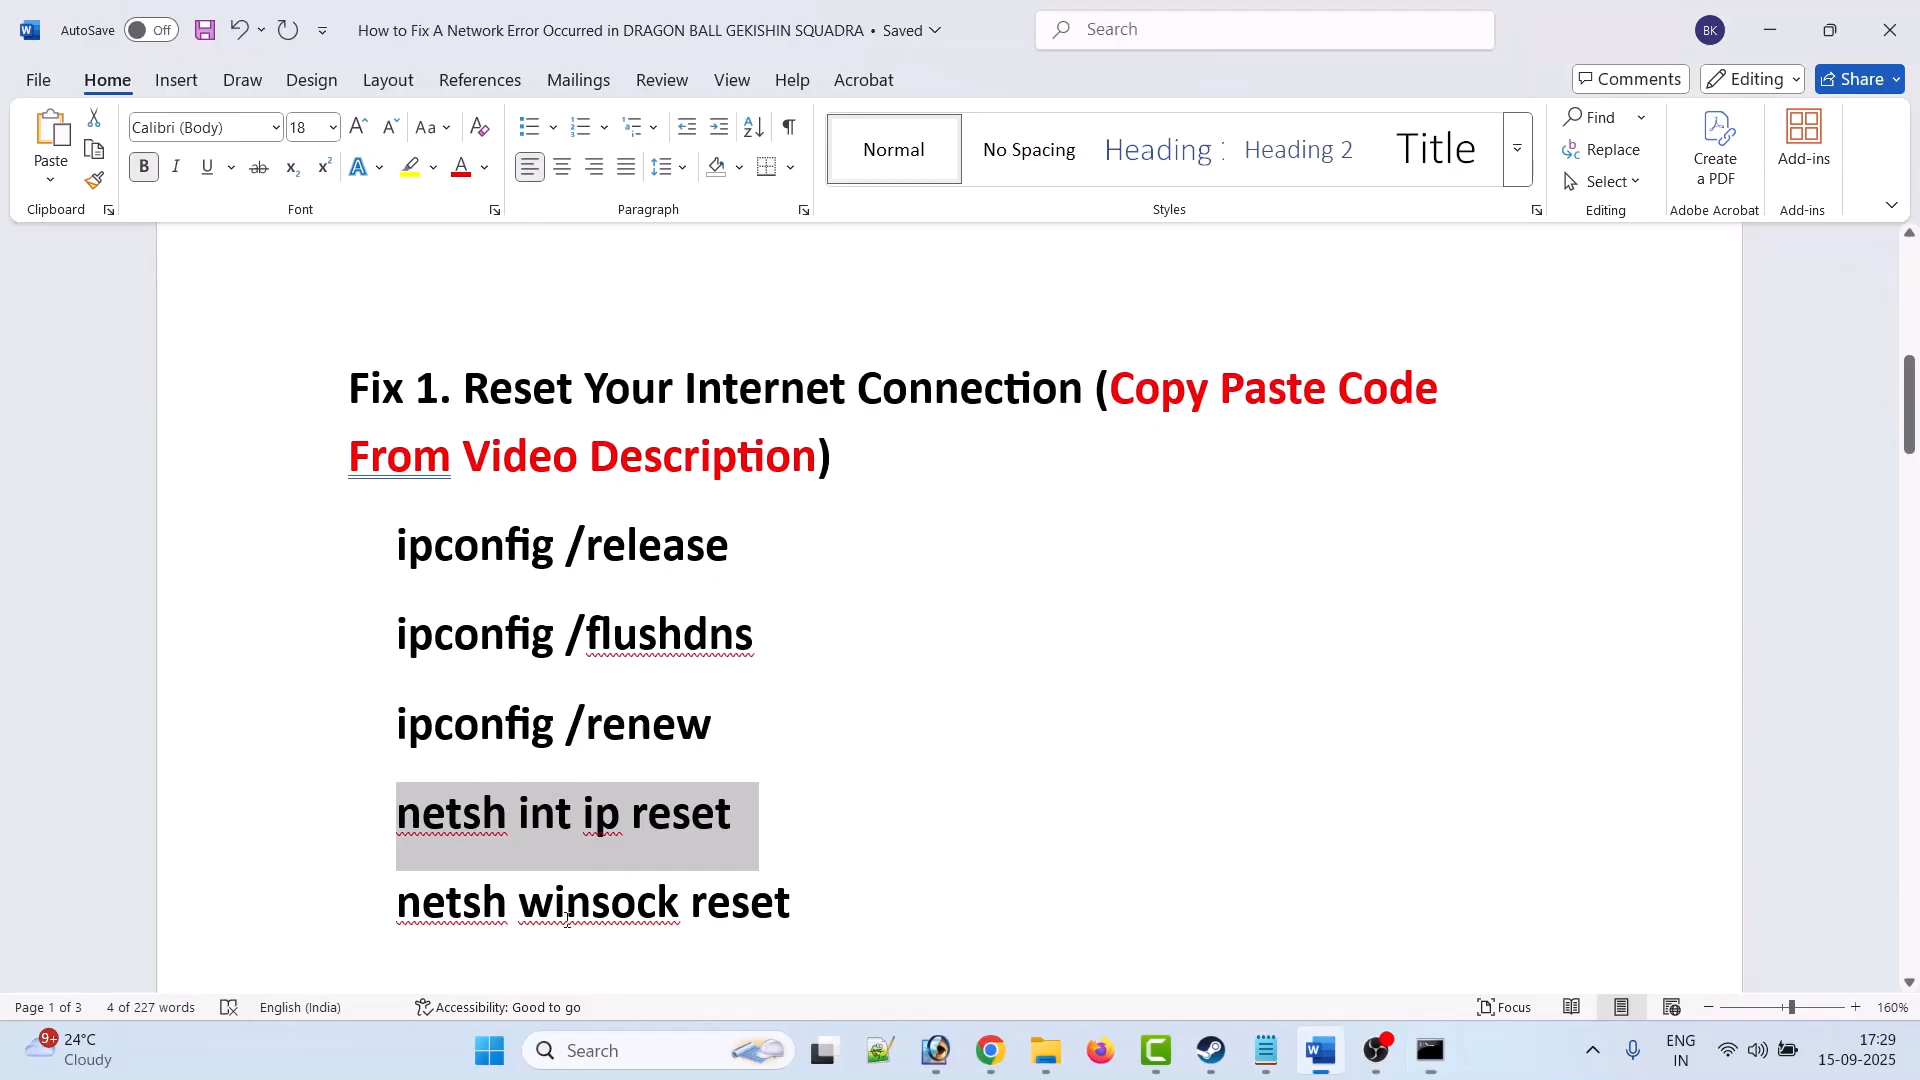 AutoSave Off How to Fix A Network Error Occurred in DRAGON BALL GEKISHIN SQUADRA • Saved Search BK
File Home Insert Draw Design Layout References Mailings Review View Help Acrobat Comments Editing Share
Paste
Clipboard
Calibri (Body) 18
Font
Paragraph
Normal No Spacing Heading 1 Heading 2 Title
Styles
Find
Replace
Select
Editing
Create
a PDF
Adobe Acrobat
Add-ins
Add-ins
Fix 1. Reset Your Internet Connection (Copy Paste Code
From Video Description)
ipconfig /release
ipconfig /flushdns
ipconfig /renew
netsh int ip reset
netsh winsock reset
Page 1 of 3 4 of 227 words English (India) Accessibility: Good to go Focus 160%
9+ 24°C
Cloudy
Search
ENG
IN
17:29
15-09-2025